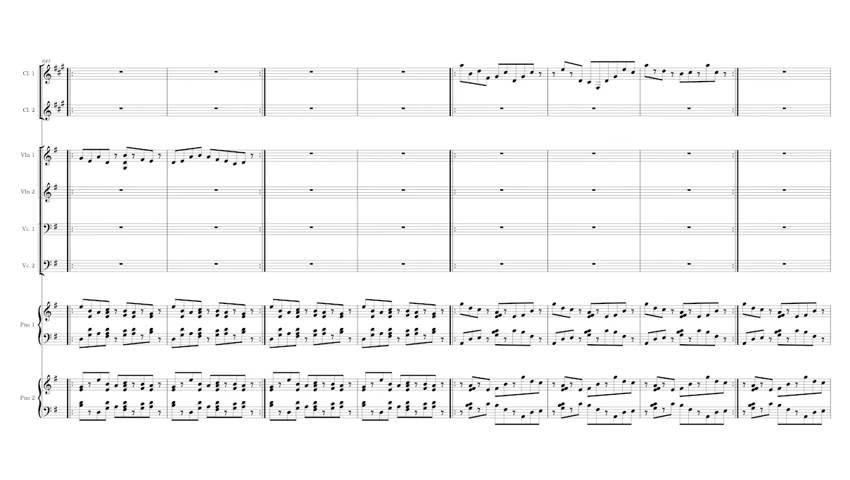 Cl. 1
Cl. 2
Vln 1
Vln 2
Vc. 1
Vc. 2
Pno 1
Pno 2